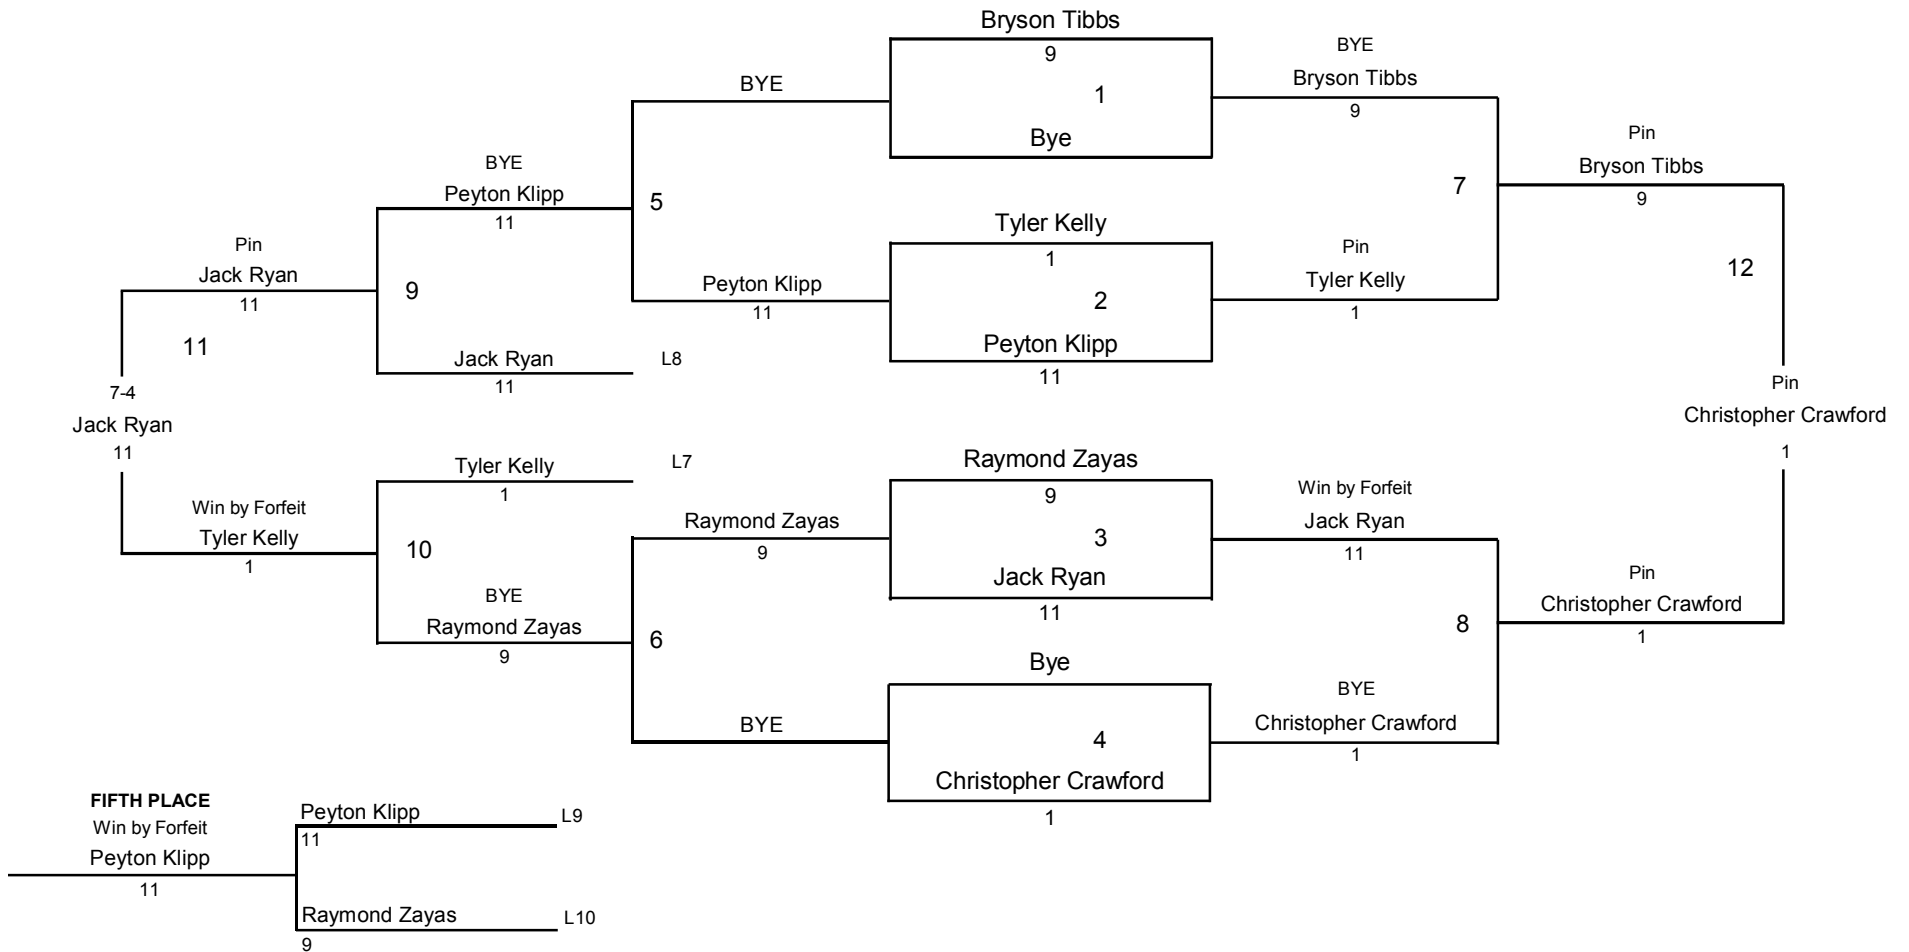 Bryson Tibbs
9
1
Bye
BYE
Bryson Tibbs
9
BYE
Pin
Bryson Tibbs
9
BYE
Peyton Klipp
11
5
7
Tyler Kelly
1
2
Peyton Klipp
11
Pin
Tyler Kelly
1
12
Pin
Jack Ryan
11
9
Peyton Klipp
11
11
Jack Ryan
11
L8
7-4
Jack Ryan
11
Pin
Christopher Crawford
1
Tyler Kelly
1
L7
Raymond Zayas
9
3
Jack Ryan
11
Win by Forfeit
Jack Ryan
11
Win by Forfeit
Tyler Kelly
1
10
Raymond Zayas
9
Pin
Christopher Crawford
1
BYE
Raymond Zayas
9
6
8
Bye
4
Christopher Crawford
1
BYE
BYE
Christopher Crawford
1
FIFTH PLACE
Win by Forfeit
Peyton Klipp
11
Peyton Klipp
11
L9
Raymond Zayas
9
L10